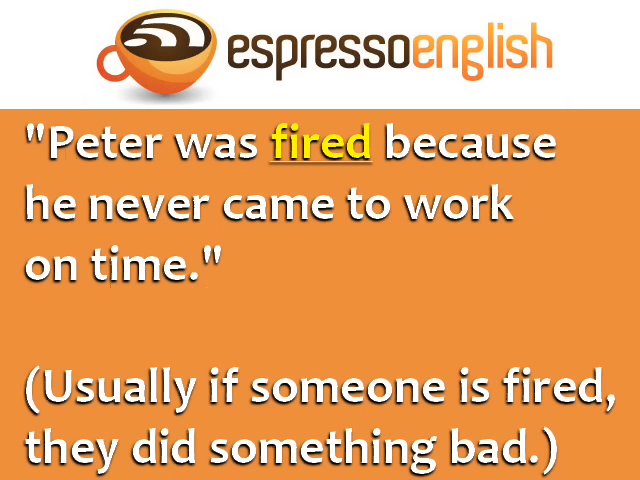 espressoenglish
"Peter was fired because
he never came to work
on time."
(Usually if someone is fired,
they did something bad.)